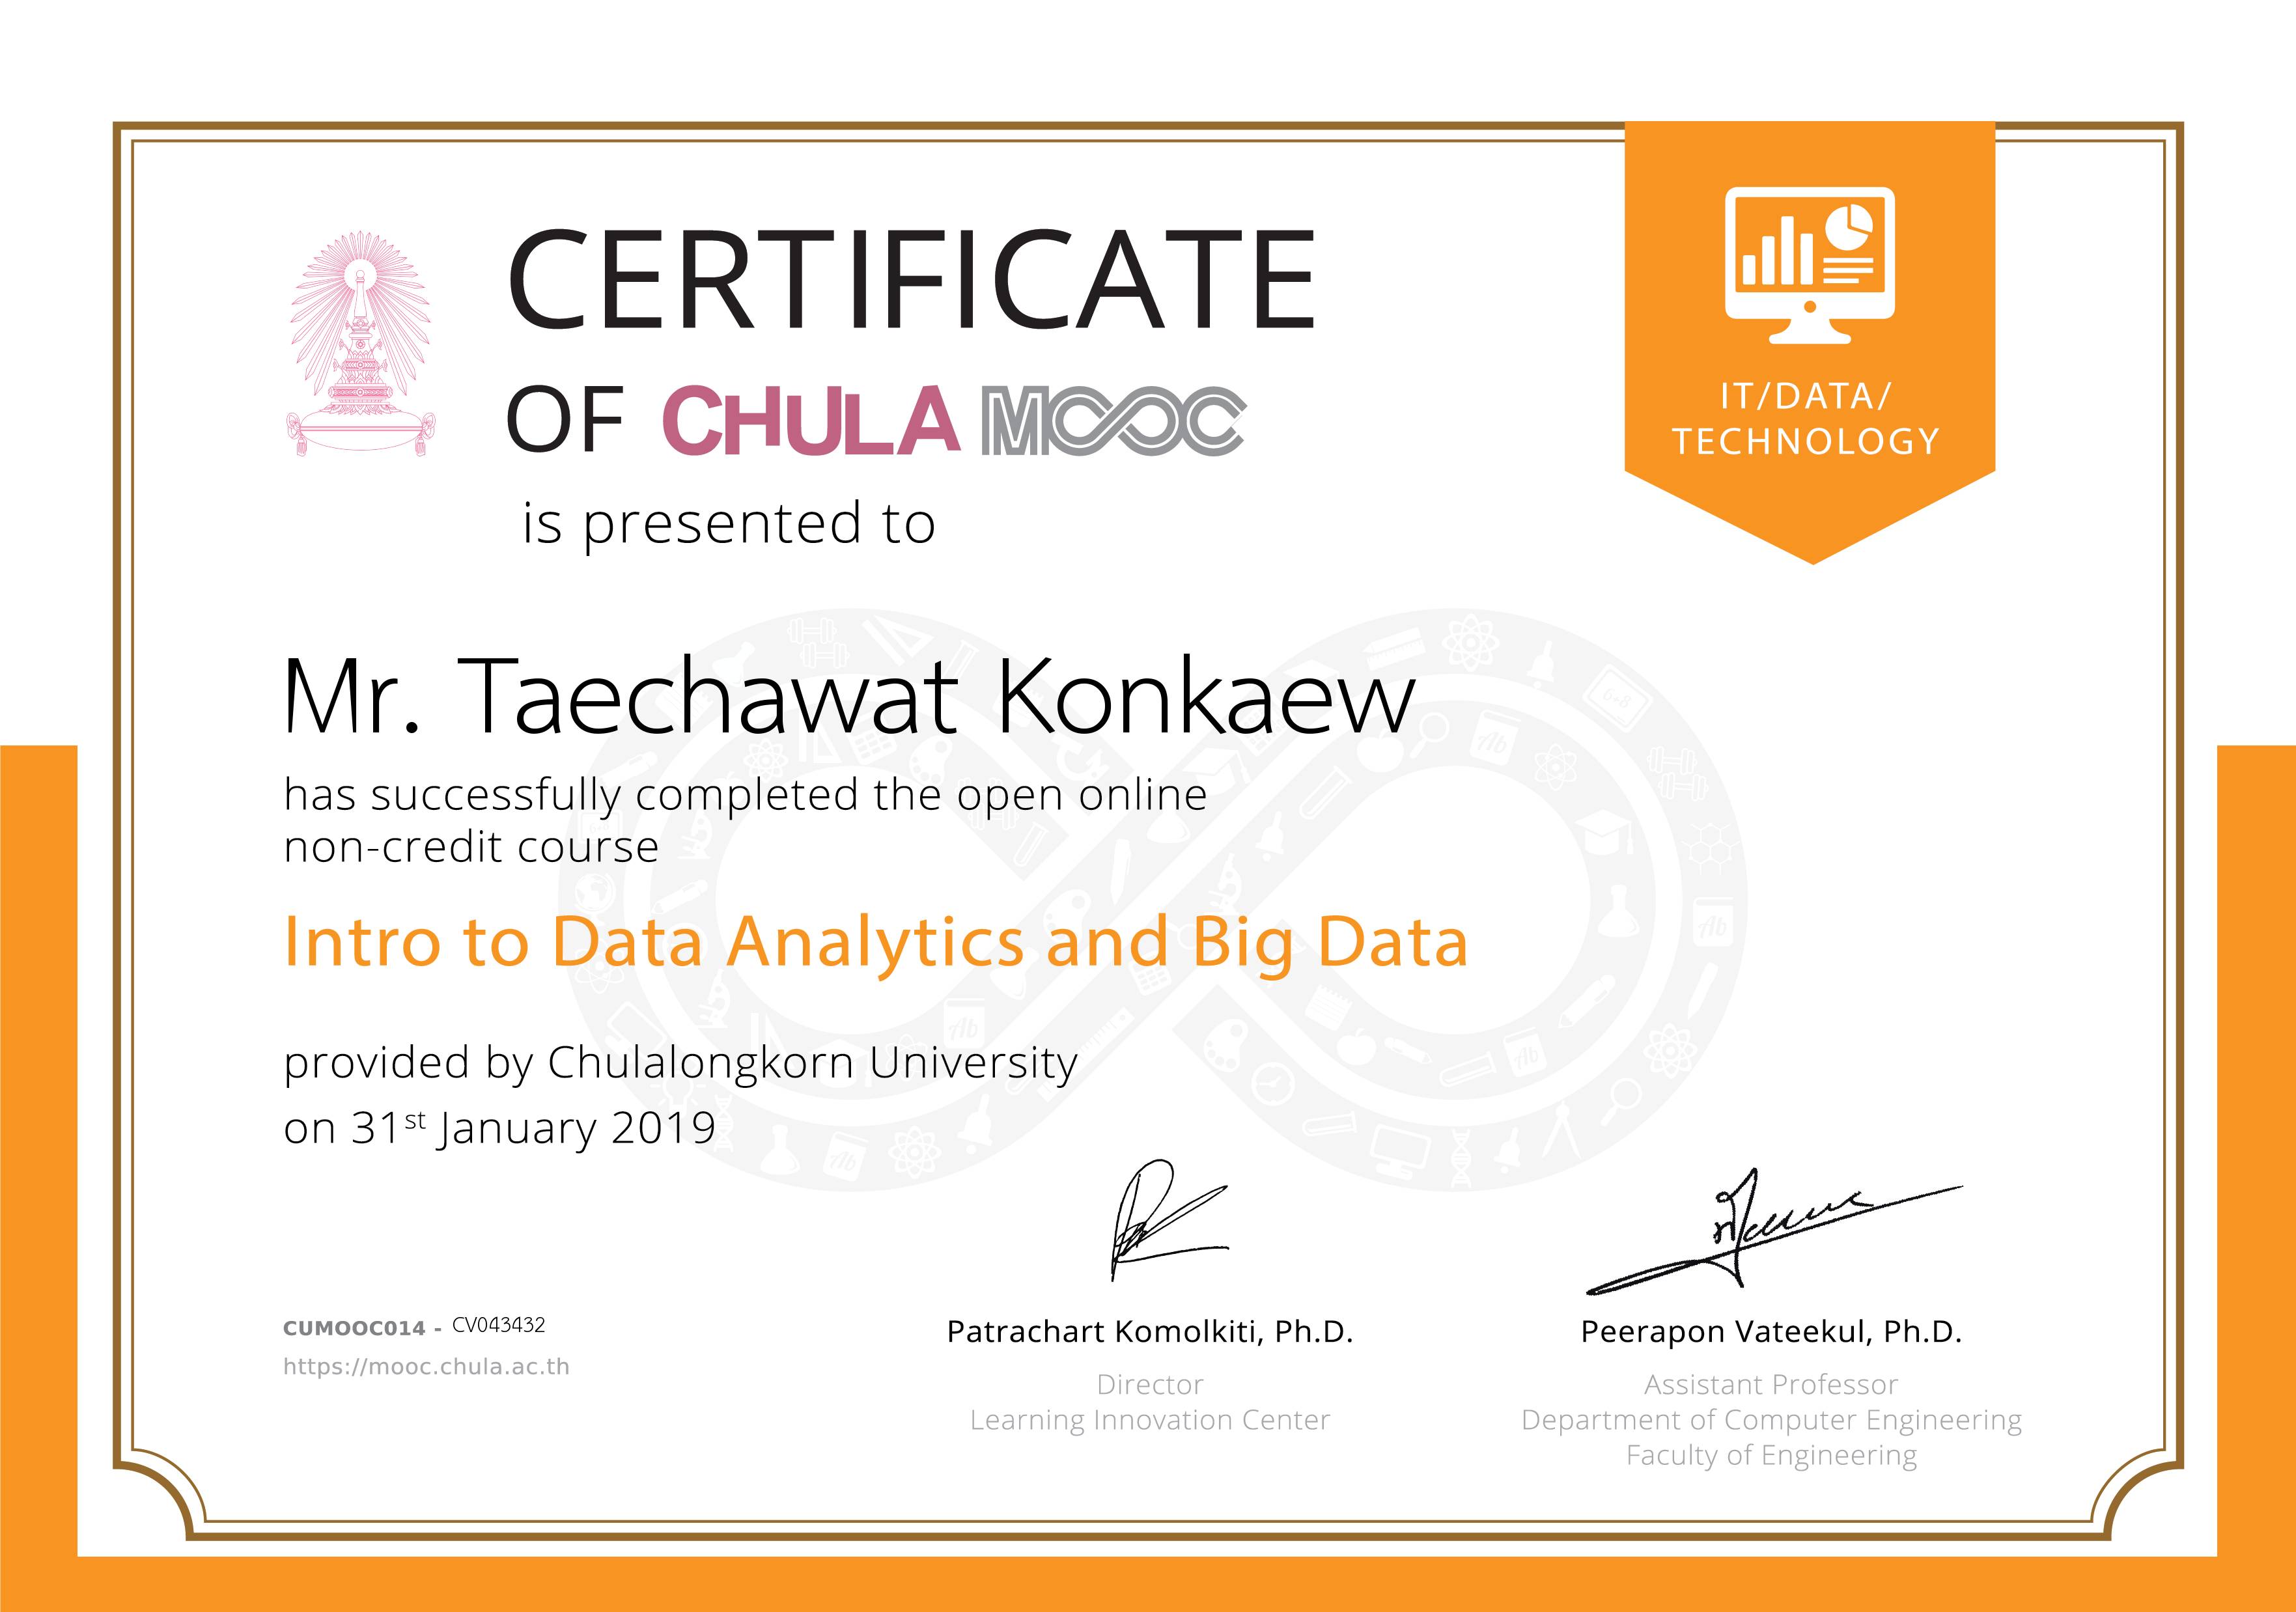 CERTIFICATE
OF CHULA MOOC
is presented to
IT/DATA/
TECHNOLOGY
Mr. Taechawat Konkaew
has successfully completed the open online
non-credit course
Intro to Data Analytics and Big Data
provided by Chulalongkorn University
on 31st January 2019
CUMOOC014 - CV043432
https://mooc.chula.ac.th
Patrachart Komolkiti, Ph.D.
Director
Learning Innovation Center
Peerapon Vateekul, Ph.D.
Assistant Professor
Department of Computer Engineering
Faculty of Engineering